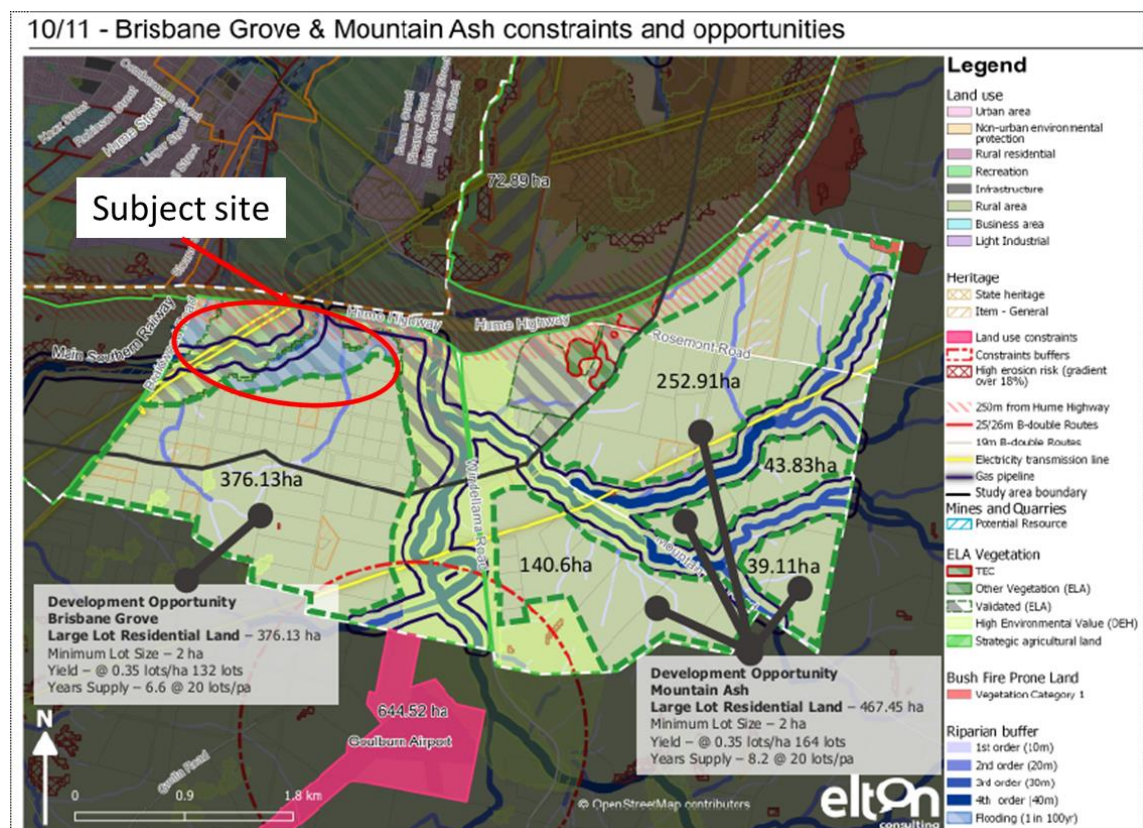 10/11 - Brisbane Grove & Mountain Ash constraints and opportunities
Subject site
Knox Street
Robinson Street
Hume Street
72.89 ha
Main Southern Railway
Hume Highway
Hume Highway
Rosemont Road
252.91ha
43.83ha
376.13ha
140.6ha
39.11ha
Development Opportunity
Brisbane Grove
Large Lot Residential Land – 376.13 ha
Minimum Lot Size – 2 ha
Yield – @ 0.35 lots/ha 132 lots
Years Supply – 6.6 @ 20 lots/pa
Development Opportunity
Mountain Ash
Large Lot Residential Land – 467.45 ha
Minimum Lot Size – 2 ha
Yield – @ 0.35 lots/ha 164 lots
Years Supply – 8.2 @ 20 lots/pa
644.52 ha
Goulburn Airport
N
0 0.9 1.8 km
© OpenStreetMap contributors
elton
consulting
Legend
Land use
Urban area
Non-urban environmental
protection
Rural residential
Recreation
Infrastructure
Rural area
Business area
Light Industrial
Heritage
State heritage
Item - General
Land use constraints
Constraints buffers
High erosion risk (gradient
over 18%)
250m from Hume Highway
25/26m B-double Routes
19m B-double Routes
Electricity transmission line
Gas pipeline
Study area boundary
Mines and Quarries
Potential Resource
ELA Vegetation
TEC
Other Vegetation (ELA)
Validated (ELA)
High Environmental Value (OEH)
Strategic agricultural land
Bush Fire Prone Land
Vegetation Category 1
Riparian buffer
1st order (10m)
2nd order (20m)
3rd order (30m)
4th order (40m)
Flooding (1 in 100yr)